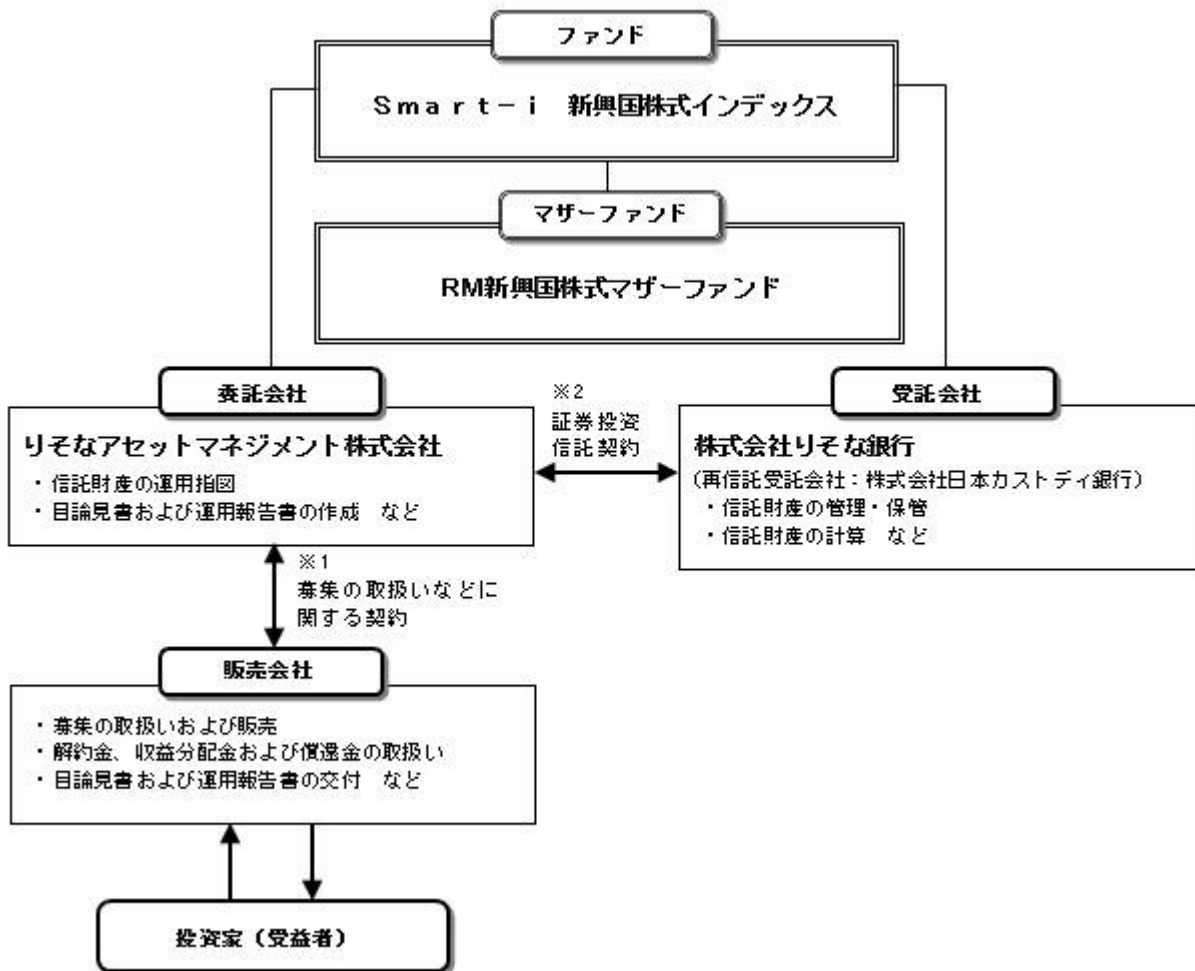 ファンド
Ｓｍａｒｔ－ｉ　新興国株式インデックス
マザーファンド
RM新興国株式マザーファンド
委託会社
りそなアセットマネジメント株式会社
・信託財産の運用指図
・目論見書および運用報告書の作成　など
※2
証券投資
信託契約
受託会社
株式会社りそな銀行
（再信託受託会社：株式会社日本カストディ銀行）
・信託財産の管理・保管
・信託財産の計算　など
※1
募集の取扱いなどに
関する契約
販売会社
・募集の取扱いおよび販売
・解約金、収益分配金および償還金の取扱い
・目論見書および運用報告書の交付　など
投資家（受益者）